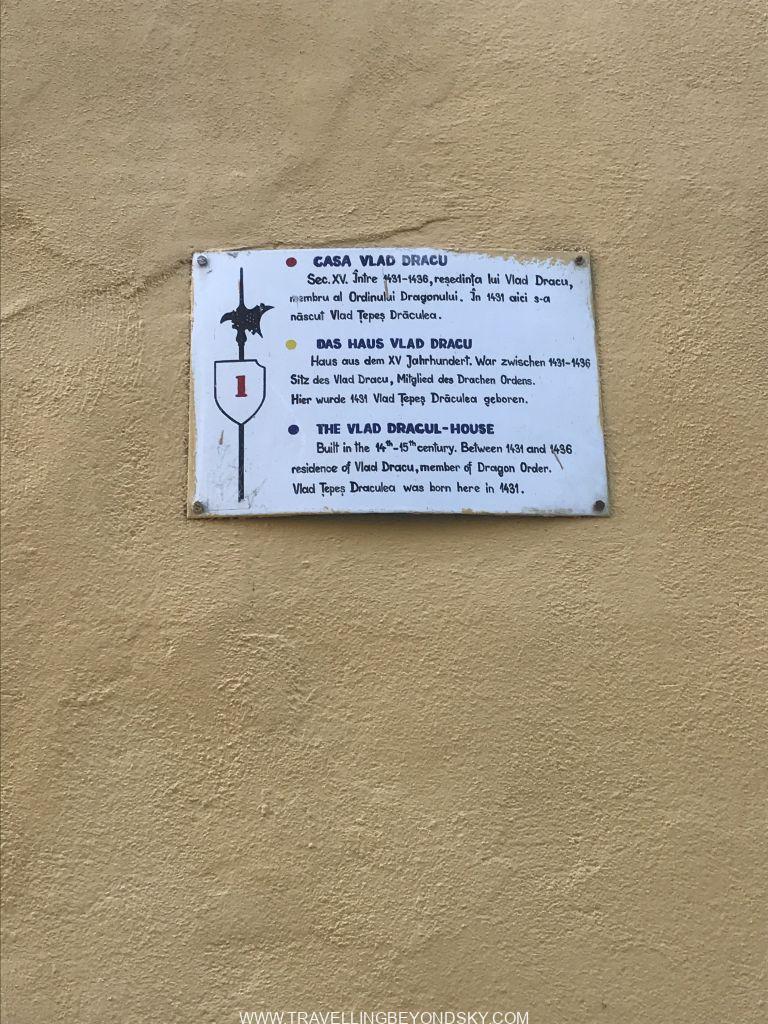 CASA VLAD DRACU
Sec. XV. Între 1431-1436, reşedinţa lui Vlad Dracu,
membru al Ordinului Dragonului. În 1431 aici s-a
născut Vlad Ţepeş Drăculea.
DAS HAUS VLAD DRACU
Haus aus dem XV Jahrhundert. War zwischen 1431-1436
Sitz des Vlad Dracu, Mitglied des Drachen Ordens.
Hier wurde 1431 Vlad Ţepeş Drăculea geboren.
1
THE VLAD DRACUL-HOUSE
Built in the 14th-15th century. Between 1431 and 1436
residence of Vlad Dracu, member of Dragon Order.
Vlad Ţepeş Draculea was born here in 1431.
WWW.TRAVELLINGBEYONDSKY.COM